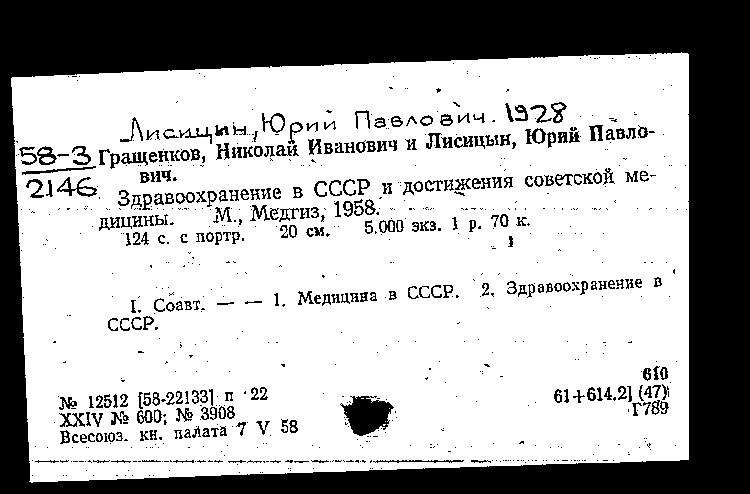 Лисицын, Юрий Павлович. 1928
58-3 Гращенков, Николай Иванович и Лисицын, Юрий Павло-
2146 вич.
Здравоохранение в СССР и достижения советской ме-
дицины. М., Медгиз, 1958.
124 с. с портр. 20 см. 5.000 экз. 1 р. 70 к.
1
I. Соавт. — — 1. Медицина в СССР. 2. Здравоохранение в
СССР.
610
№ 12512 [58-22133] п 22 61+614.2] (47)
XXIV № 600; № 3908 Г789
Всесоюз. кн. палата 7 V 58